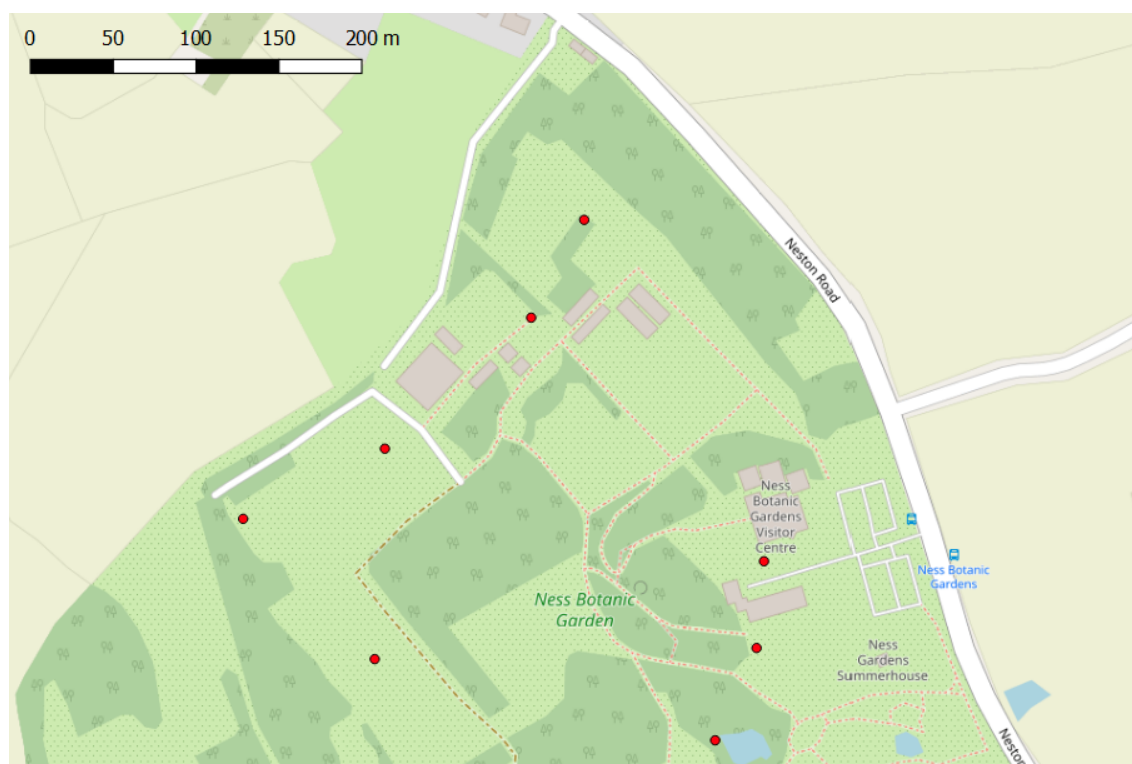 0 50 100 150 200 m
Neston Road
Ness
Botanic
Gardens
Visitor
Centre
Ness Botanic
Gardens
Ness Botanic
Garden
Ness
Gardens
Summerhouse
Neston